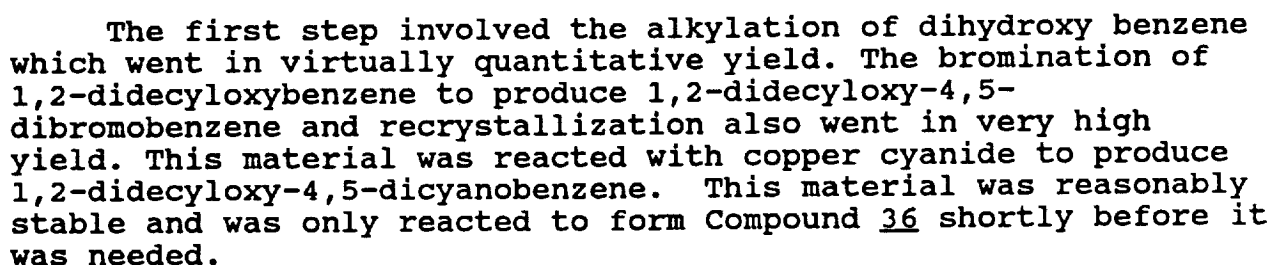 The first step involved the alkylation of dihydroxy benzene
which went in virtually quantitative yield. The bromination of
1,2-didecyloxybenzene to produce 1,2-didecyloxy-4,5-
dibromobenzene and recrystallization also went in very high
yield. This material was reacted with copper cyanide to produce
1,2-didecyloxy-4,5-dicyanobenzene. This material was reasonably
stable and was only reacted to form Compound 36 shortly before it
was needed.